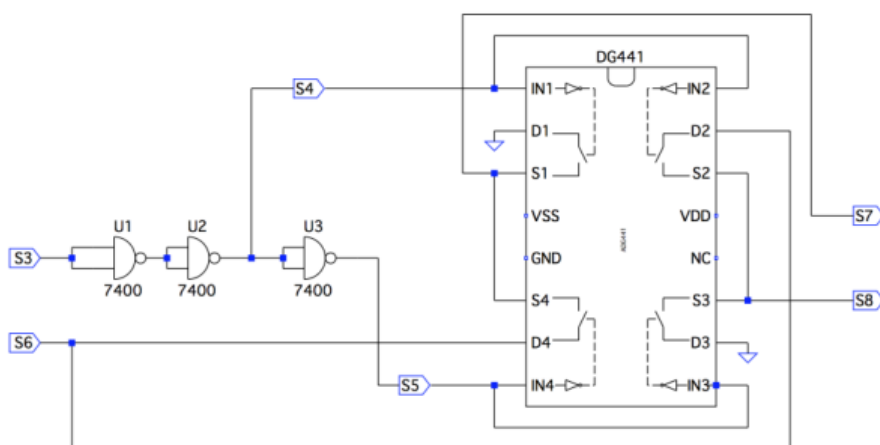 DG441
S4
IN1
IN2
D1
D2
S1
S2
U1
U2
U3
VSS
VDD
S7
ADG441
S3
GND
NC
7400
7400
7400
S4
S3
S8
S6
D4
D3
S5
IN4
IN3